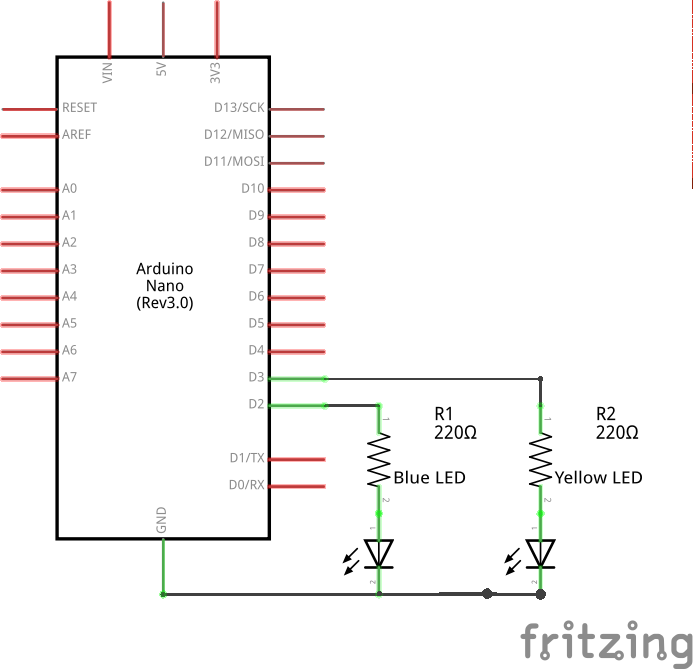 VIN
5V
3V3
RESET
D13/SCK
AREF
D12/MISO
D11/MOSI
A0
D10
A1
D9
A2
D8
A3
D7
Arduino
Nano
(Rev3.0)
A4
D6
A5
D5
A6
D4
A7
D3
D2
R1
220Ω
R2
220Ω
1
1
D1/TX
Blue LED
Yellow LED
D0/RX
2
2
GND
1
1
2
2
fritzing